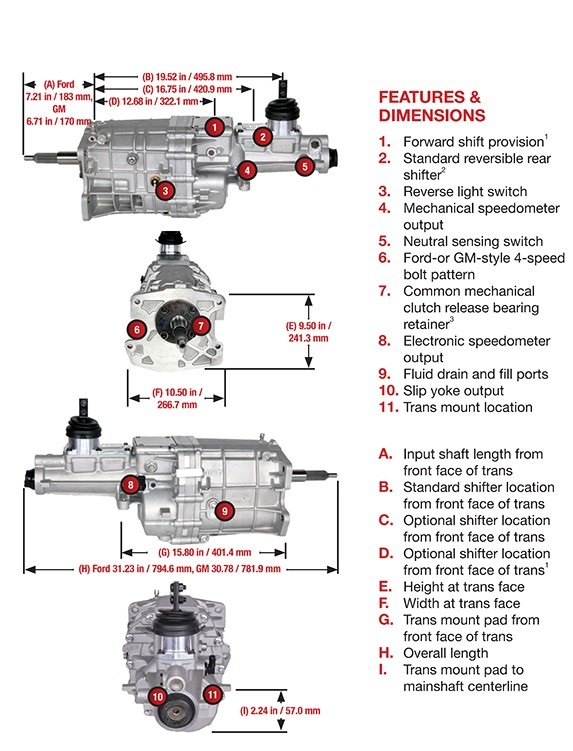 (A) Ford
7.21 in / 183 mm,
GM
6.71 in / 170 mm
(B) 19.52 in / 495.8 mm
(C) 16.75 in / 420.9 mm
(D) 12.68 in / 322.1 mm
1
2
3
4
5
6
7
(E) 9.50 in /
241.3 mm
(F) 10.50 in /
266.7 mm
8
9
(G) 15.80 in / 401.4 mm
(H) Ford 31.23 in / 794.6 mm, GM 30.78 / 781.9 mm
10
11
(I) 2.24 in / 57.0 mm
FEATURES &
DIMENSIONS
1. Forward shift provision¹
2. Standard reversible rear
shifter²
3. Reverse light switch
4. Mechanical speedometer
output
5. Neutral sensing switch
6. Ford-or GM-style 4-speed
bolt pattern
7. Common mechanical
clutch release bearing
retainer³
8. Electronic speedometer
output
9. Fluid drain and fill ports
10. Slip yoke output
11. Trans mount location
A. Input shaft length from
front face of trans
B. Standard shifter location
from front face of trans
C. Optional shifter location
from front face of trans
D. Optional shifter location
from front face of trans¹
E. Height at trans face
F. Width at trans face
G. Trans mount pad from
front face of trans
H. Overall length
I. Trans mount pad to
mainshaft centerline